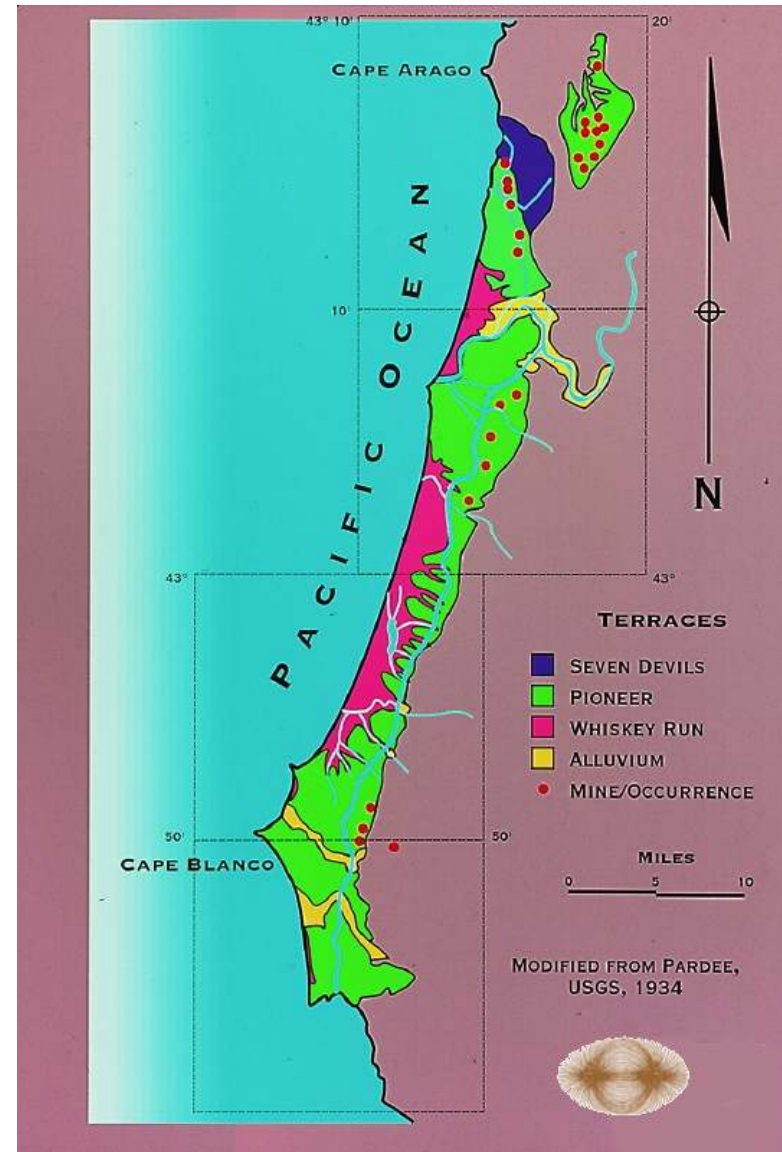 43° 10'
20'
CAPE ARAGO
PACIFIC OCEAN
10'
N
43°
43°
TERRACES
SEVEN DEVILS
PIONEER
WHISKEY RUN
ALLUVIUM
MINE/OCCURRENCE
50'
50'
CAPE BLANCO
MILES
0 5 10
MODIFIED FROM PARDEE,
USGS, 1934